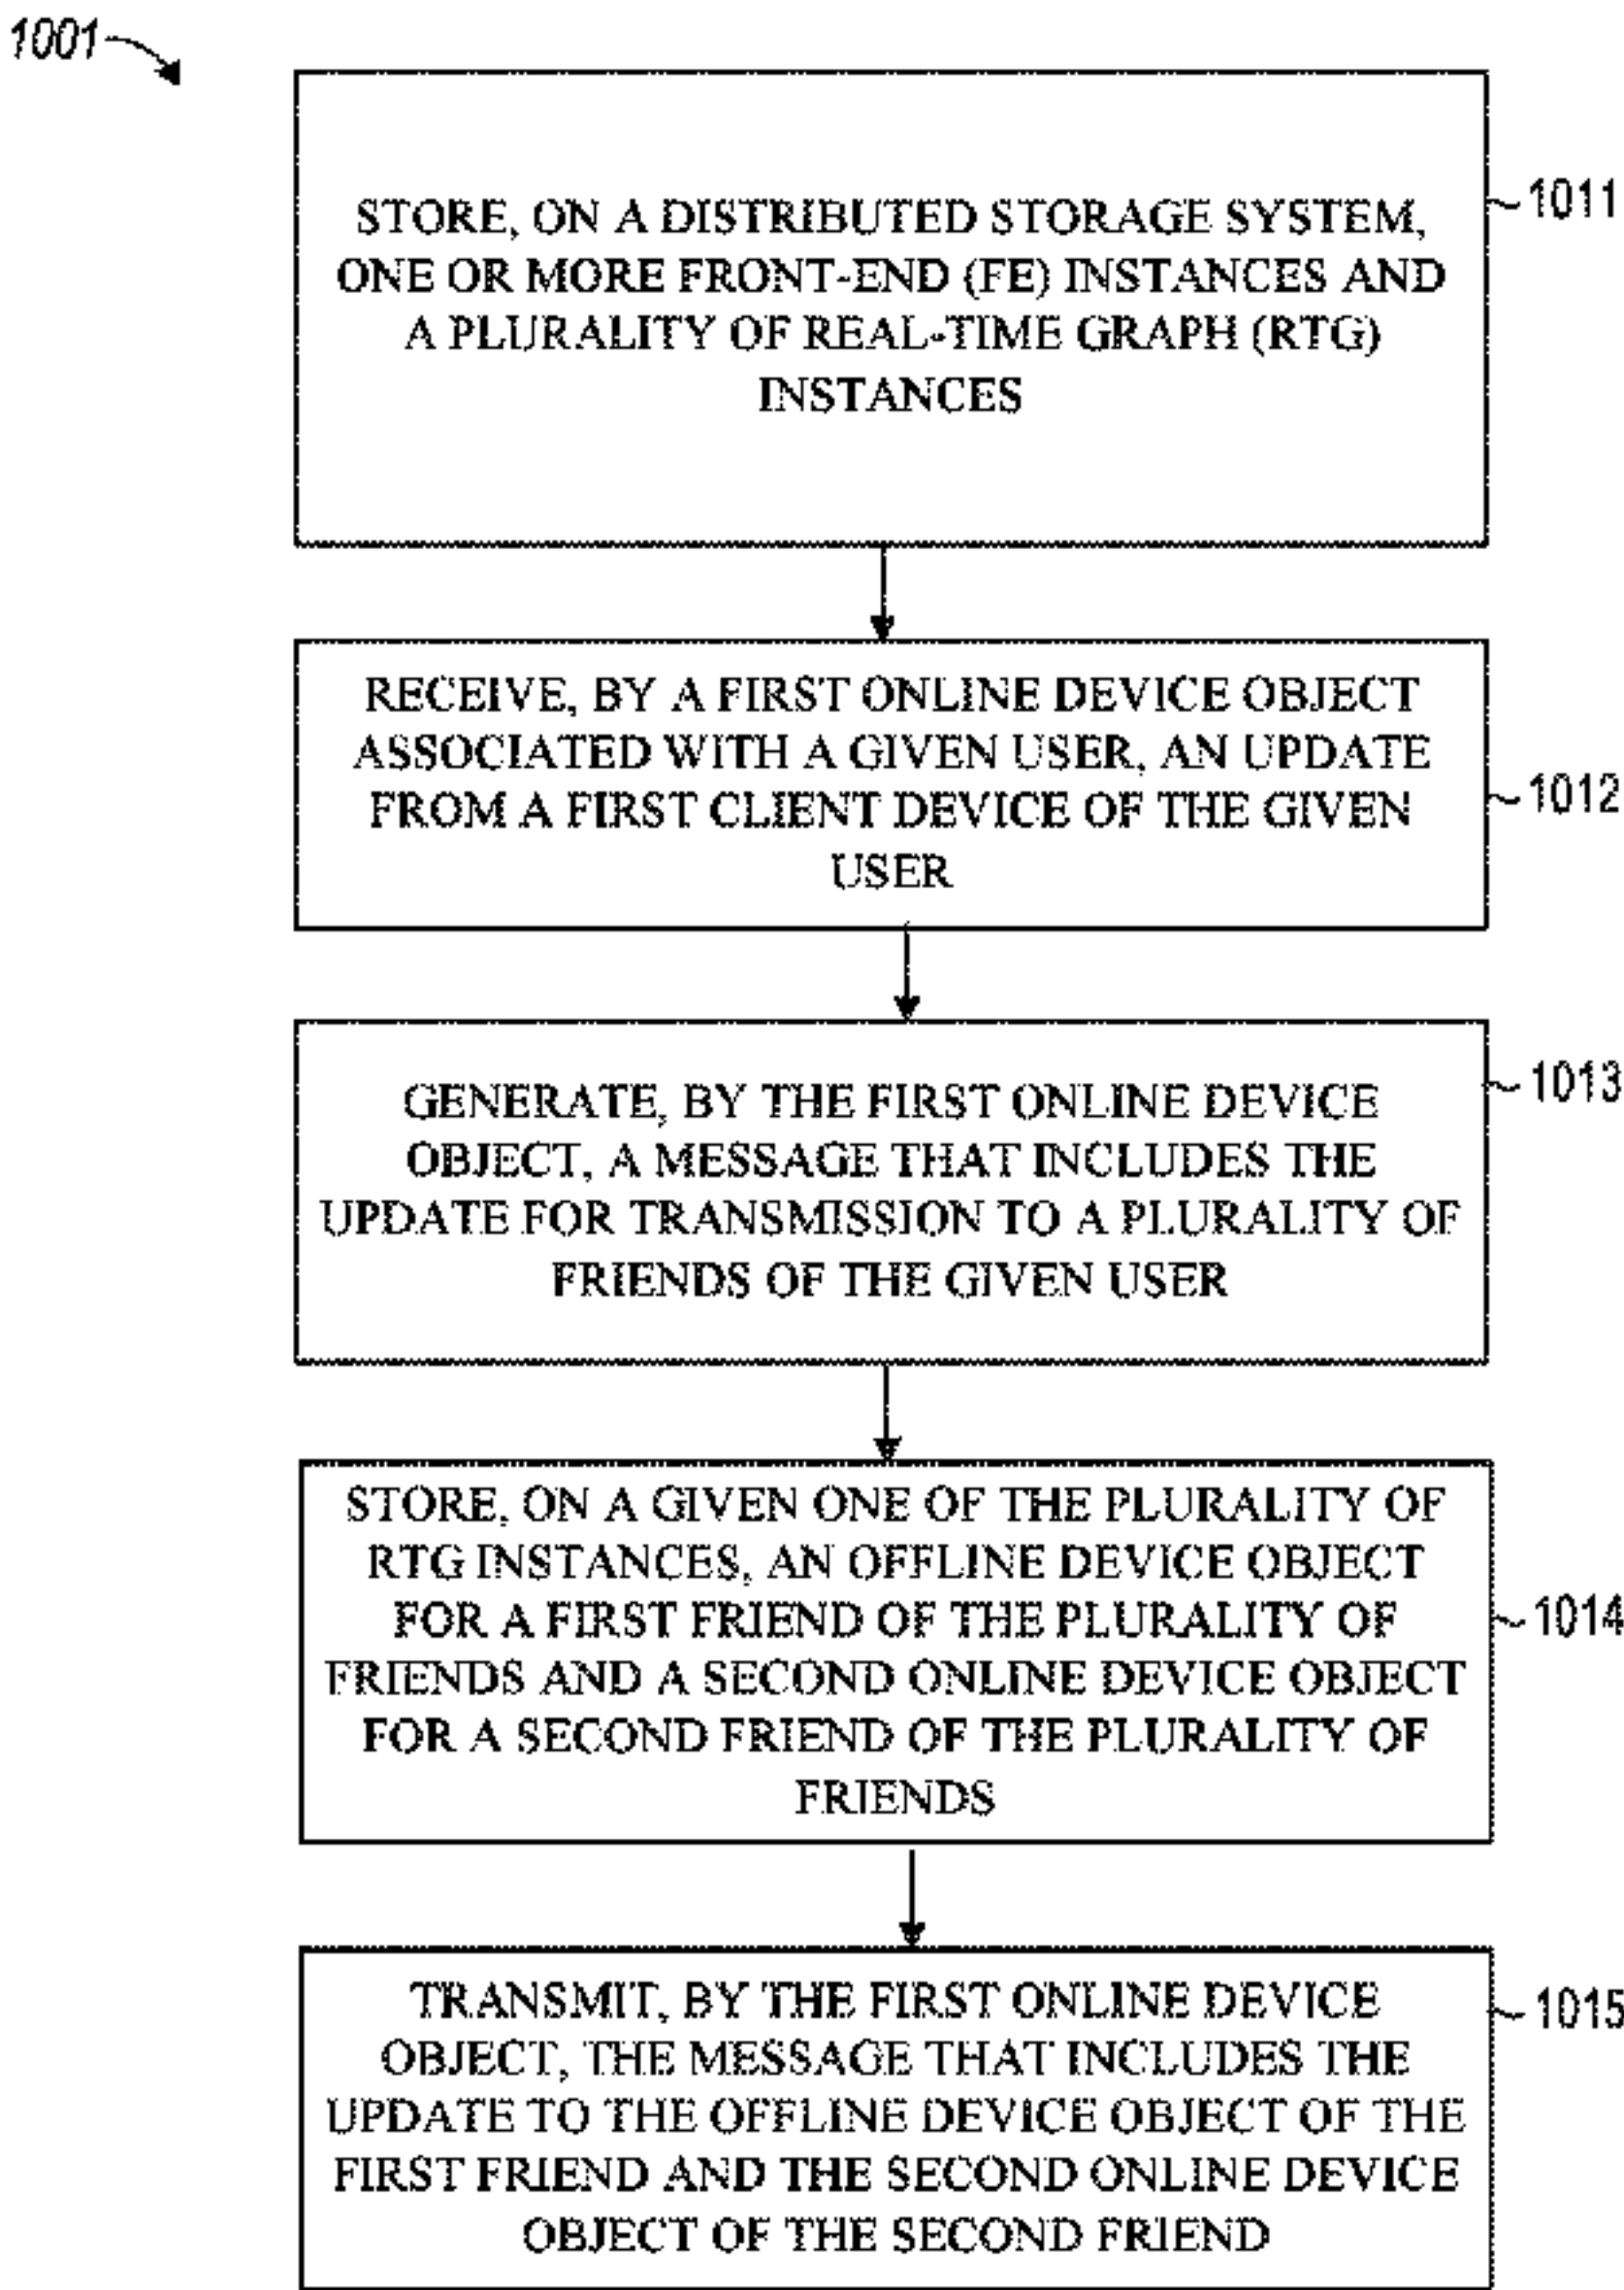 1001
STORE, ON A DISTRIBUTED STORAGE SYSTEM,
ONE OR MORE FRONT-END (FE) INSTANCES AND
A PLURALITY OF REAL-TIME GRAPH (RTG)
INSTANCES
1011
RECEIVE, BY A FIRST ONLINE DEVICE OBJECT
ASSOCIATED WITH A GIVEN USER, AN UPDATE
FROM A FIRST CLIENT DEVICE OF THE GIVEN
USER
1012
GENERATE, BY THE FIRST ONLINE DEVICE
OBJECT, A MESSAGE THAT INCLUDES THE
UPDATE FOR TRANSMISSION TO A PLURALITY OF
FRIENDS OF THE GIVEN USER
1013
STORE, ON A GIVEN ONE OF THE PLURALITY OF
RTG INSTANCES, AN OFFLINE DEVICE OBJECT
FOR A FIRST FRIEND OF THE PLURALITY OF
FRIENDS AND A SECOND ONLINE DEVICE OBJECT
FOR A SECOND FRIEND OF THE PLURALITY OF
FRIENDS
1014
TRANSMIT, BY THE FIRST ONLINE DEVICE
OBJECT, THE MESSAGE THAT INCLUDES THE
UPDATE TO THE OFFLINE DEVICE OBJECT OF THE
FIRST FRIEND AND THE SECOND ONLINE DEVICE
OBJECT OF THE SECOND FRIEND
1015